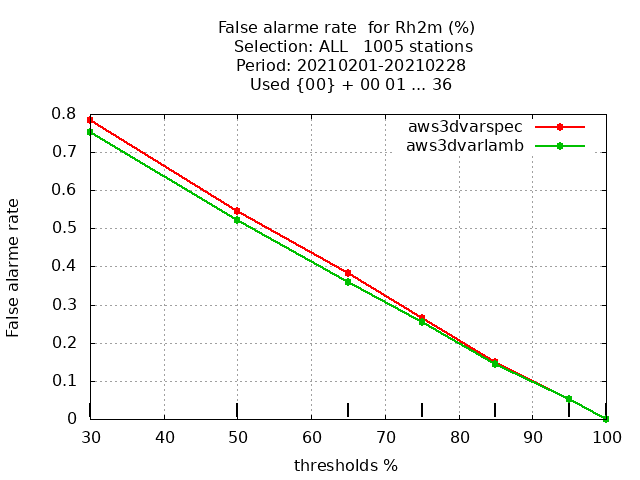 False alarme rate  for Rh2m (%)
Selection: ALL   1005 stations
Period: 20210201-20210228
Used {00} + 00 01 ... 36
aws3dvarspec
aws3dvarlamb
False alarme rate
0.8
0.7
0.6
0.5
0.4
0.3
0.2
0.1
0
30 40 50 60 70 80 90 100
thresholds %